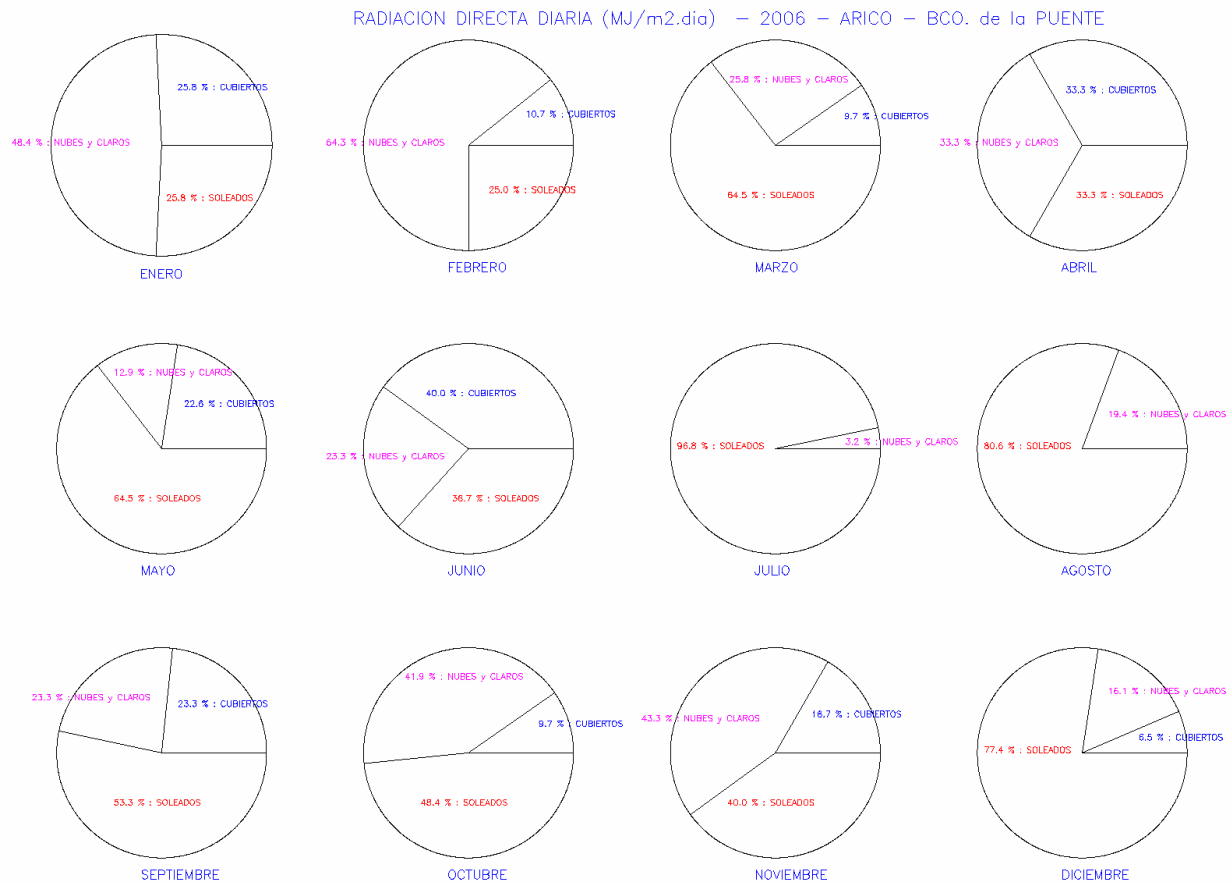 RADIACION DIRECTA DIARIA (MJ/m2.dia) - 2006 - ARICO - BCO. de la PUENTE
25.8 % : CUBIERTOS
48.4 % : NUBES y CLAROS
25.8 % : SOLEADOS
ENERO
10.7 % : CUBIERTOS
64.3 % : NUBES y CLAROS
25.0 % : SOLEADOS
FEBRERO
25.8 % : NUBES y CLAROS
9.7 % : CUBIERTOS
64.5 % : SOLEADOS
MARZO
33.3 % : CUBIERTOS
33.3 % : NUBES y CLAROS
33.3 % : SOLEADOS
ABRIL
12.9 % : NUBES y CLAROS
22.6 % : CUBIERTOS
64.5 % : SOLEADOS
MAYO
40.0 % : CUBIERTOS
23.3 % : NUBES y CLAROS
36.7 % : SOLEADOS
JUNIO
96.8 % : SOLEADOS
3.2 % : NUBES y CLAROS
JULIO
19.4 % : NUBES y CLAROS
80.6 % : SOLEADOS
AGOSTO
23.3 % : NUBES y CLAROS
23.3 % : CUBIERTOS
53.3 % : SOLEADOS
SEPTIEMBRE
41.9 % : NUBES y CLAROS
9.7 % : CUBIERTOS
48.4 % : SOLEADOS
OCTUBRE
43.3 % : NUBES y CLAROS
16.7 % : CUBIERTOS
40.0 % : SOLEADOS
NOVIEMBRE
16.1 % : NUBES y CLAROS
6.5 % : CUBIERTOS
77.4 % : SOLEADOS
DICIEMBRE